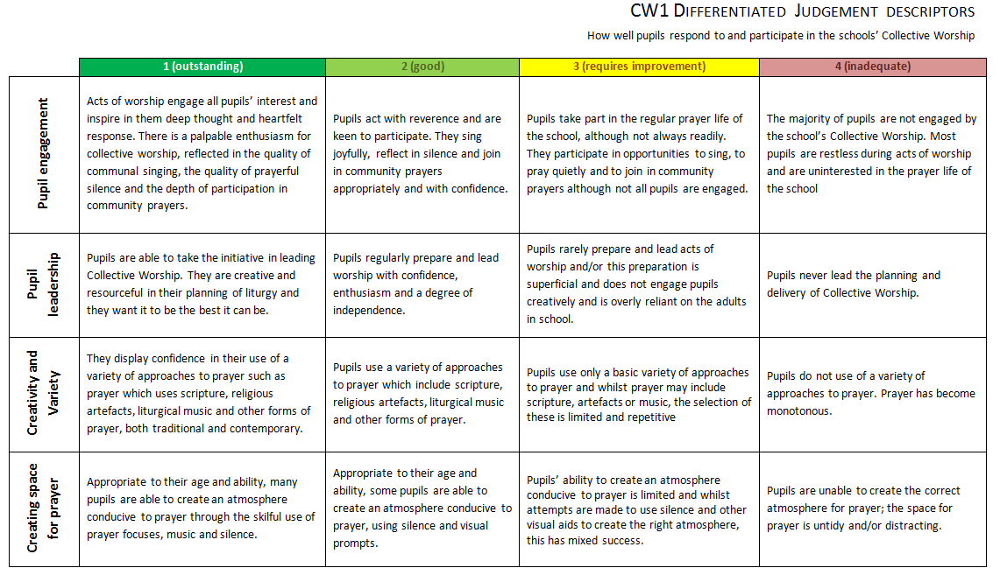 CW1 DIFFERENTIATED JUDGEMENT DESCRIPTORS
How well pupils respond to and participate in the schools' Collective Worship
1 (outstanding)
2 (good)
3 (requires improvement)
4 (inadequate)
Pupil engagement
Acts of worship engage all pupils' interest and
inspire in them deep thought and heartfelt
response. There is a palpable enthusiasm for
collective worship, reflected in the quality of
communal singing, the quality of prayerful
silence and the depth of participation in
community prayers.
Pupils act with reverence and are
keen to participate. They sing
joyfully, reflect in silence and join
in community prayers
appropriately and with confidence.
Pupils take part in the regular prayer life of
the school, although not always readily.
They participate in opportunities to sing, to
pray quietly and to join in community
prayers although not all pupils are engaged.
The majority of pupils are not engaged by
the school's Collective Worship. Most
pupils are restless during acts of worship
and are uninterested in the prayer life of
the school
Pupil
leadership
Pupils are able to take the initiative in leading
Collective Worship. They are creative and
resourceful in their planning of liturgy and
they want it to be the best it can be.
Pupils regularly prepare and lead
worship with confidence,
enthusiasm and a degree of
independence.
Pupils rarely prepare and lead acts of
worship and/or this preparation is
superficial and does not engage pupils
creatively and is overly reliant on the adults
in school.
Pupils never lead the planning and
delivery of Collective Worship.
Creativity and
Variety
They display confidence in their use of a
variety of approaches to prayer such as
prayer which uses scripture, religious
artefacts, liturgical music and other forms of
prayer, both traditional and contemporary.
Pupils use a variety of approaches
to prayer which include scripture,
religious artefacts, liturgical music
and other forms of prayer.
Pupils use only a basic variety of approaches
to prayer and whilst prayer may include
scripture, artefacts or music, the selection of
these is limited and repetitive
Pupils do not use of a variety of
approaches to prayer. Prayer has become
monotonous.
Creating space
for prayer
Appropriate to their age and ability, many
pupils are able to create an atmosphere
conducive to prayer through the skilful use of
prayer focuses, music and silence.
Appropriate to their age and
ability, some pupils are able to
create an atmosphere conducive to
prayer, using silence and visual
prompts.
Pupils' ability to create an atmosphere
conducive to prayer is limited and whilst
attempts are made to use silence and other
visual aids to create the right atmosphere,
this has mixed success.
Pupils are unable to create the correct
atmosphere for prayer; the space for
prayer is untidy and/or distracting.